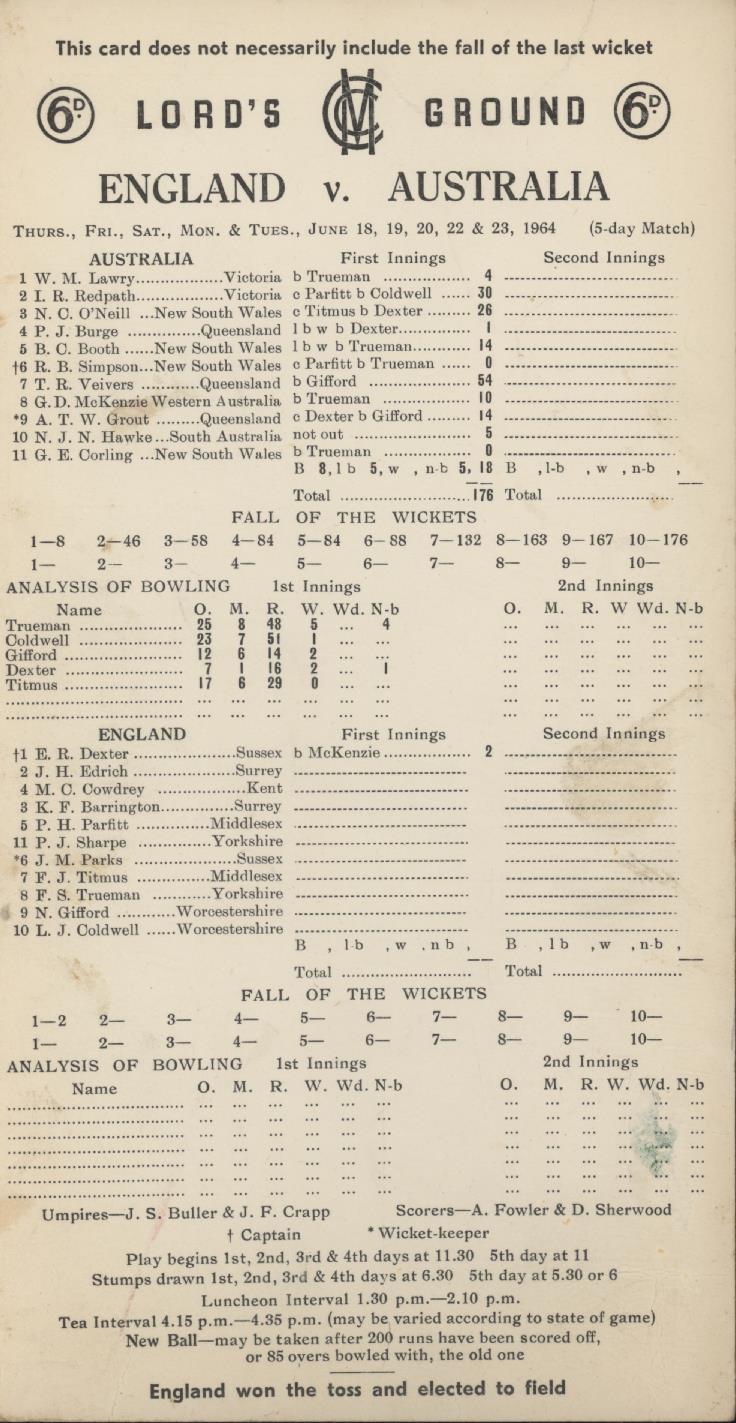 This card does not necessarily include the fall of the last wicket
6D. LORD'S MCC GROUND 6D.
ENGLAND v. AUSTRALIA
THURS., FRI., SAT., MON. & TUES., JUNE 18, 19, 20, 22 & 23, 1964 (5-day Match)
AUSTRALIA First Innings Second Innings
1 W. M. Lawry..................Victoria b Trueman .................. 4
2 I. R. Redpath.................Victoria c Parfitt b Coldwell ...... 30
3 N. C. O'Neill ...New South Wales c Titmus b Dexter ......... 26
4 P. J. Burge ...............Queensland l b w b Dexter............... 1
5 B. C. Booth ......New South Wales l b w b Trueman............ 14
†6 R. B. Simpson...New South Wales c Parfitt b Trueman ...... 0
7 T. R. Veivers ............Queensland b Gifford .................. 54
8 G.D. McKenzie Western Australia b Trueman .................. 10
*9 A. T. W. Grout .........Queensland c Dexter b Gifford ......... 14
10 N. J. N. Hawke...South Australia not out ..................... 5
11 G. E. Corling ...New South Wales b Trueman .................. 0
B 8, l b 5, w , n-b 5, 18 B , l-b , w , n-b ,
Total ........................176 Total ......................
FALL OF THE WICKETS
1—8 2—46 3—58 4—84 5—84 6—88 7—132 8—163 9—167 10—176
1— 2— 3— 4— 5— 6— 7— 8— 9— 10—
ANALYSIS OF BOWLING 1st Innings 2nd Innings
Name O. M. R. W. Wd. N-b O. M. R. W Wd. N-b
Trueman ..................... 25 8 48 5 ... 4 ... ... ... ... ... ...
Coldwell ..................... 23 7 51 1 ... ... ... ... ... ... ... ...
Gifford ........................ 12 6 14 2 ... ... ... ... ... ... ...
Dexter ........................ 7 1 16 2 ... 1 ... ... ... ... ... ...
Titmus ........................ 17 6 29 0 ... ... ... ... ... ... ... ...
ENGLAND First Innings Second Innings
†1 E. R. Dexter .....................Sussex b McKenzie.................. 2
2 J. H. Edrich .....................Surrey
4 M. C. Cowdrey ..................Kent
3 K. F. Barrington...............Surrey
5 P. H. Parfitt ...............Middlesex
11 P. J. Sharpe ...............Yorkshire
*6 J. M. Parks .....................Sussex
7 F. J. Titmus ...............Middlesex
8 F. S. Trueman ............Yorkshire
9 N. Gifford ............Worcestershire
10 L. J. Coldwell ......Worcestershire
B , l-b , w . n b , B , l b , w , n-b ,
Total ........................ Total ........................
FALL OF THE WICKETS
1—2 2— 3— 4— 5— 6— 7— 8— 9— 10—
1— 2— 3— 4— 5— 6— 7— 8— 9— 10—
ANALYSIS OF BOWLING 1st Innings 2nd Innings
Name O. M. R. W. Wd. N-b O. M. R. W. Wd. N-b
Umpires—J. S. Buller & J. F. Crapp Scorers—A. Fowler & D. Sherwood
† Captain * Wicket-keeper
Play begins 1st, 2nd, 3rd & 4th days at 11.30 5th day at 11
Stumps drawn 1st, 2nd, 3rd & 4th days at 6.30 5th day at 5.30 or 6
Luncheon Interval 1.30 p.m.—2.10 p.m.
Tea Interval 4.15 p.m.—4.35 p.m. (may be varied according to state of game)
New Ball—may be taken after 200 runs have been scored off,
or 85 overs bowled with, the old one
England won the toss and elected to field